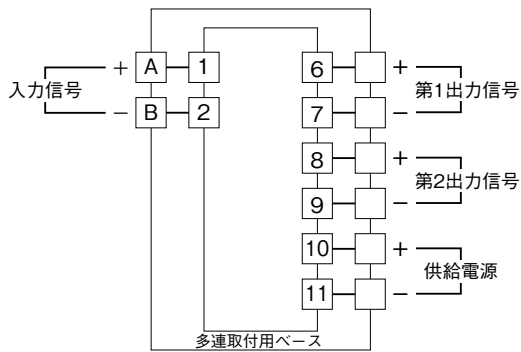 + A 1 6 +
入力信号 第1出力信号
− B 2 7 −
8 +
第2出力信号
9 −
10 +
供給電源
11 −
多連取付用ベース